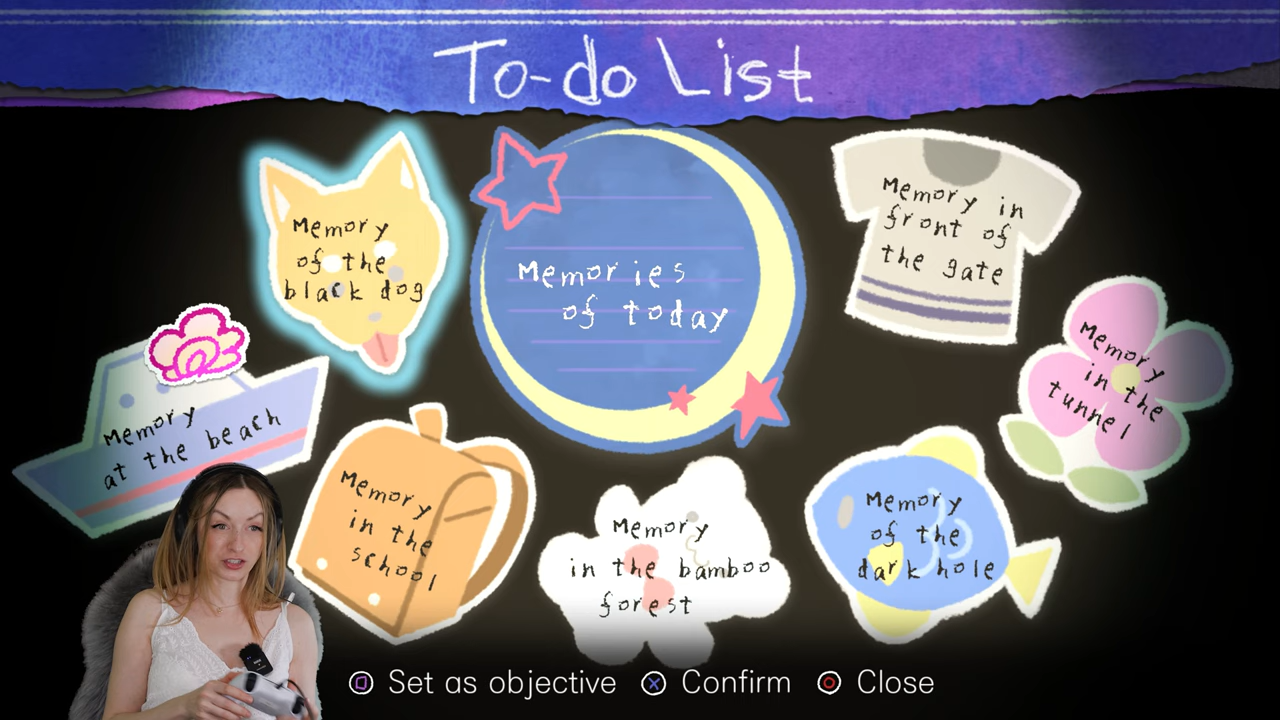 To-do List
Memory
of the
black dog
Memories
of today
Memory in
front of
the gate
Memory
at the beach
Memory
in the
tunnel
Memory
in the
school
Memory
in the bamboo
forest
Memory
of the
dark hole
Set as objective
Confirm
Close